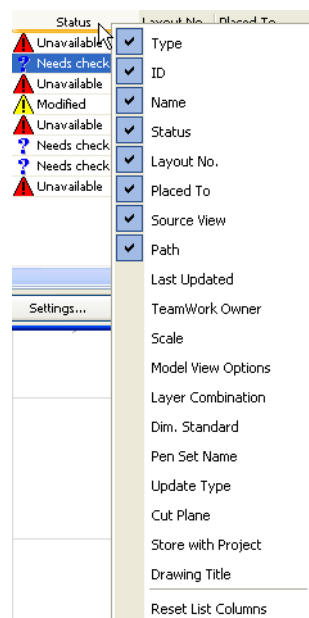 Status Layout No. Placed To
Unavailable
Needs check
Unavailable
Modified
Unavailable
Needs check
Needs check
Unavailable
Settings...
Type
ID
Name
Status
Layout No.
Placed To
Source View
Path
Last Updated
TeamWork Owner
Scale
Model View Options
Layer Combination
Dim. Standard
Pen Set Name
Update Type
Cut Plane
Store with Project
Drawing Title
Reset List Columns